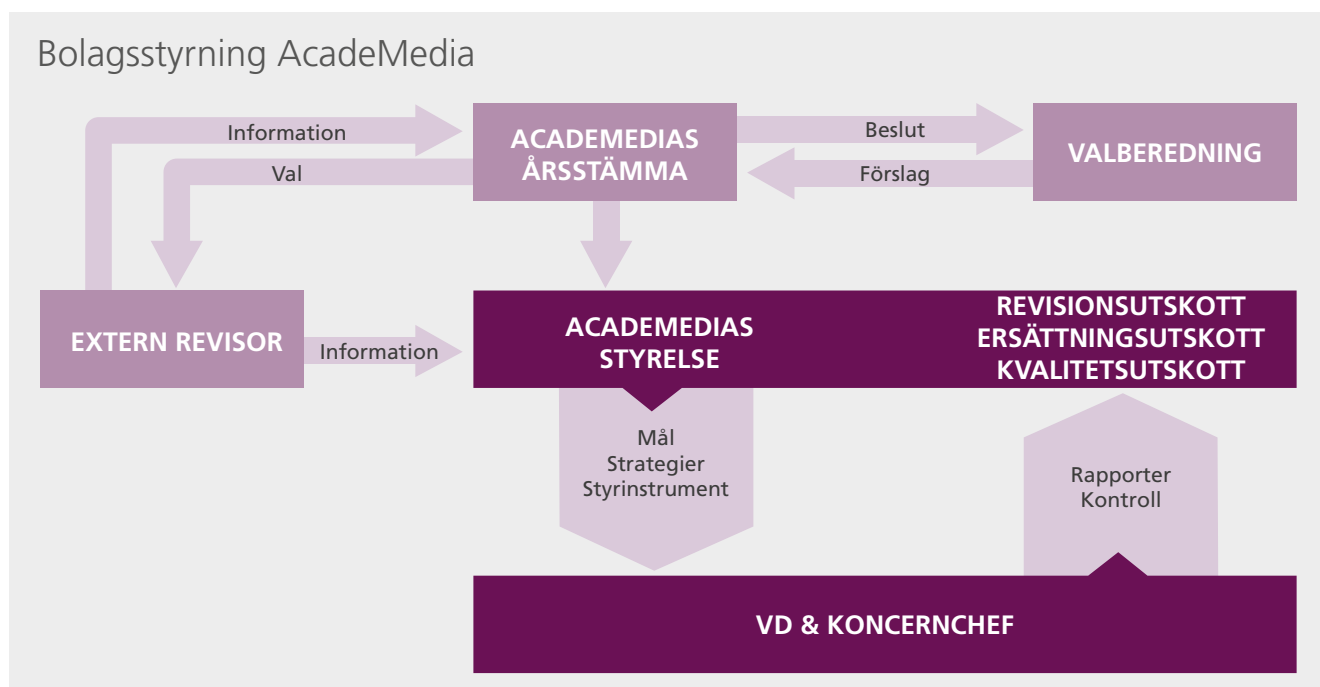 Bolagsstyrning AcadeMedia
Information
Val
ACADEMEDIAS
ÅRSSTÄMMA
Beslut
Förslag
VALBEREDNING
EXTERN REVISOR
Information
ACADEMEDIAS
STYRELSE
REVISIONSUTSKOTT
ERSÄTTNINGSUTSKOTT
KVALITETSUTSKOTT
Mål
Strategier
Styrinstrument
Rapporter
Kontroll
VD & KONCERNCHEF